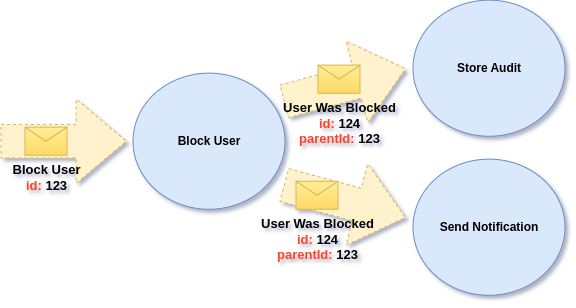 Block User
id: 123
Block User
User Was Blocked
id: 124
parentId: 123
Store Audit
User Was Blocked
id: 124
parentId: 123
Send Notification